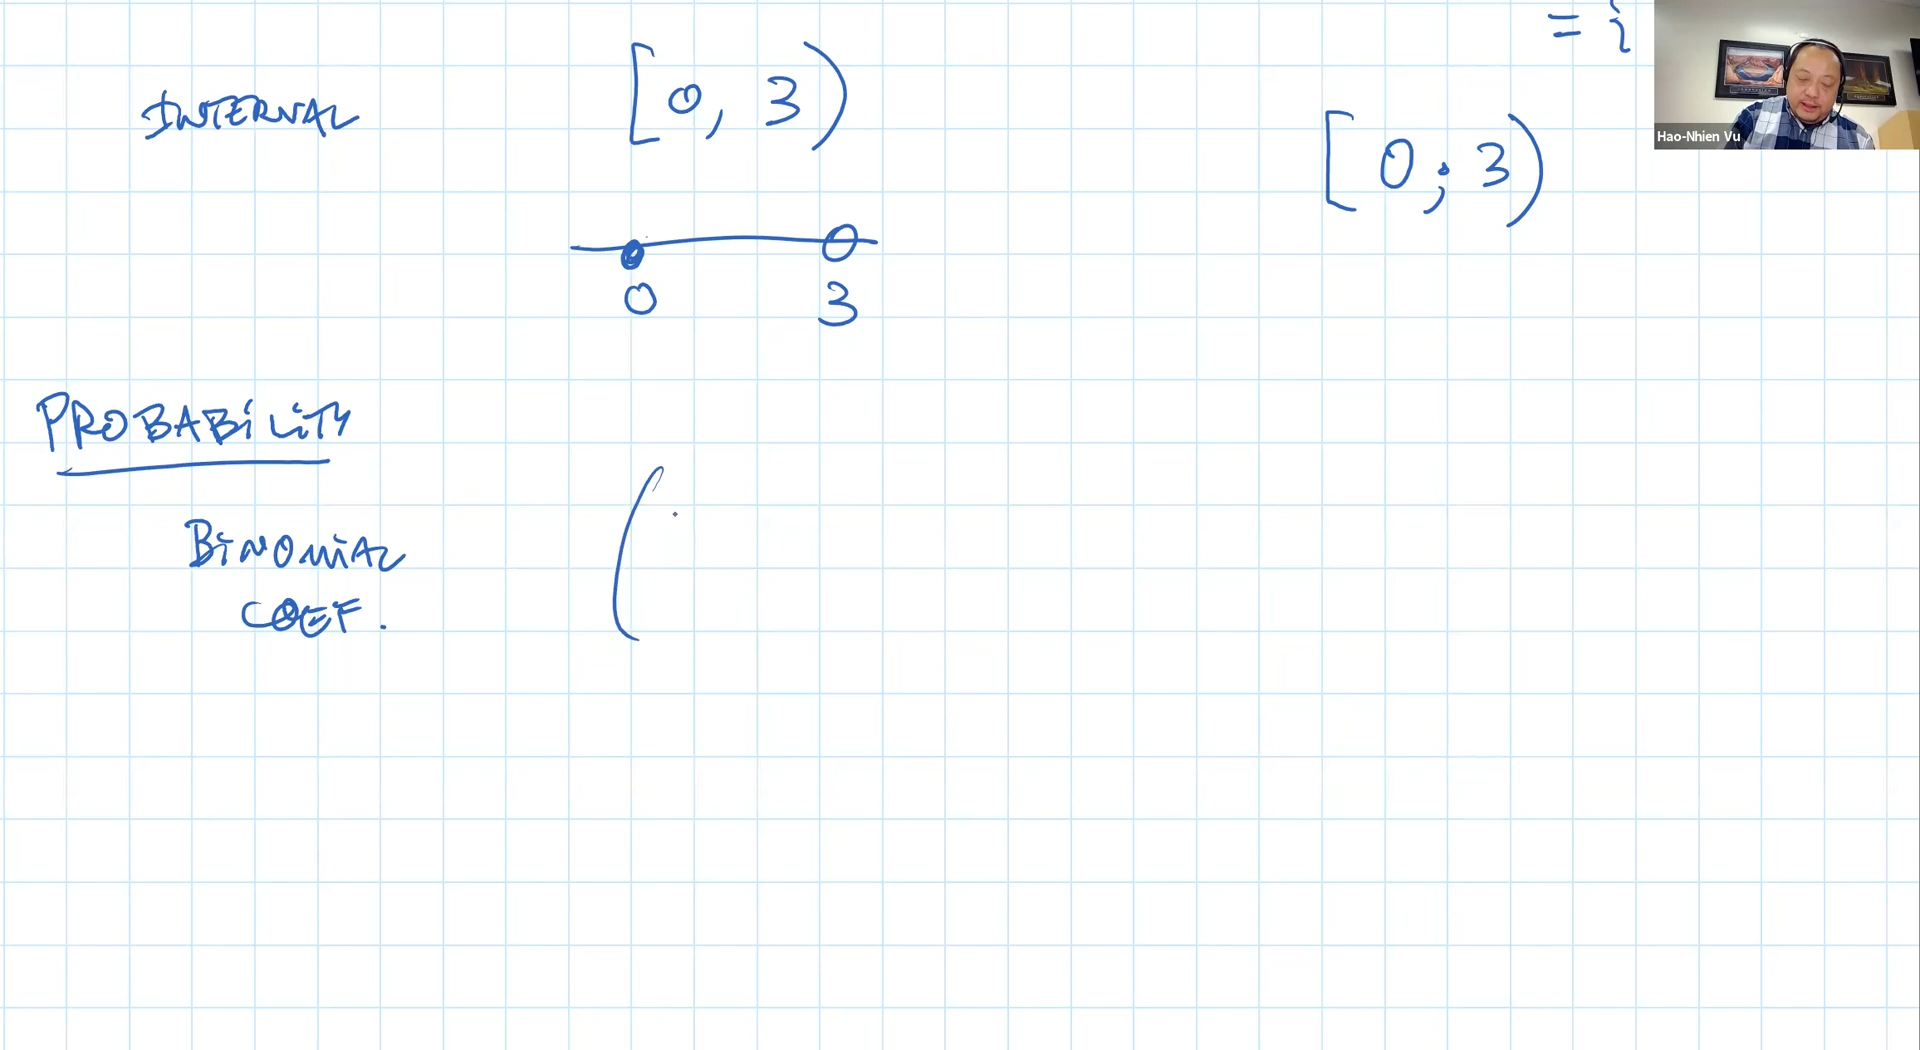 = i
INTERVAL [0, 3)
[0; 3)
0 3
PROBABILITY
BINOMIAL (
COEF.
Hao-Nhien Vu